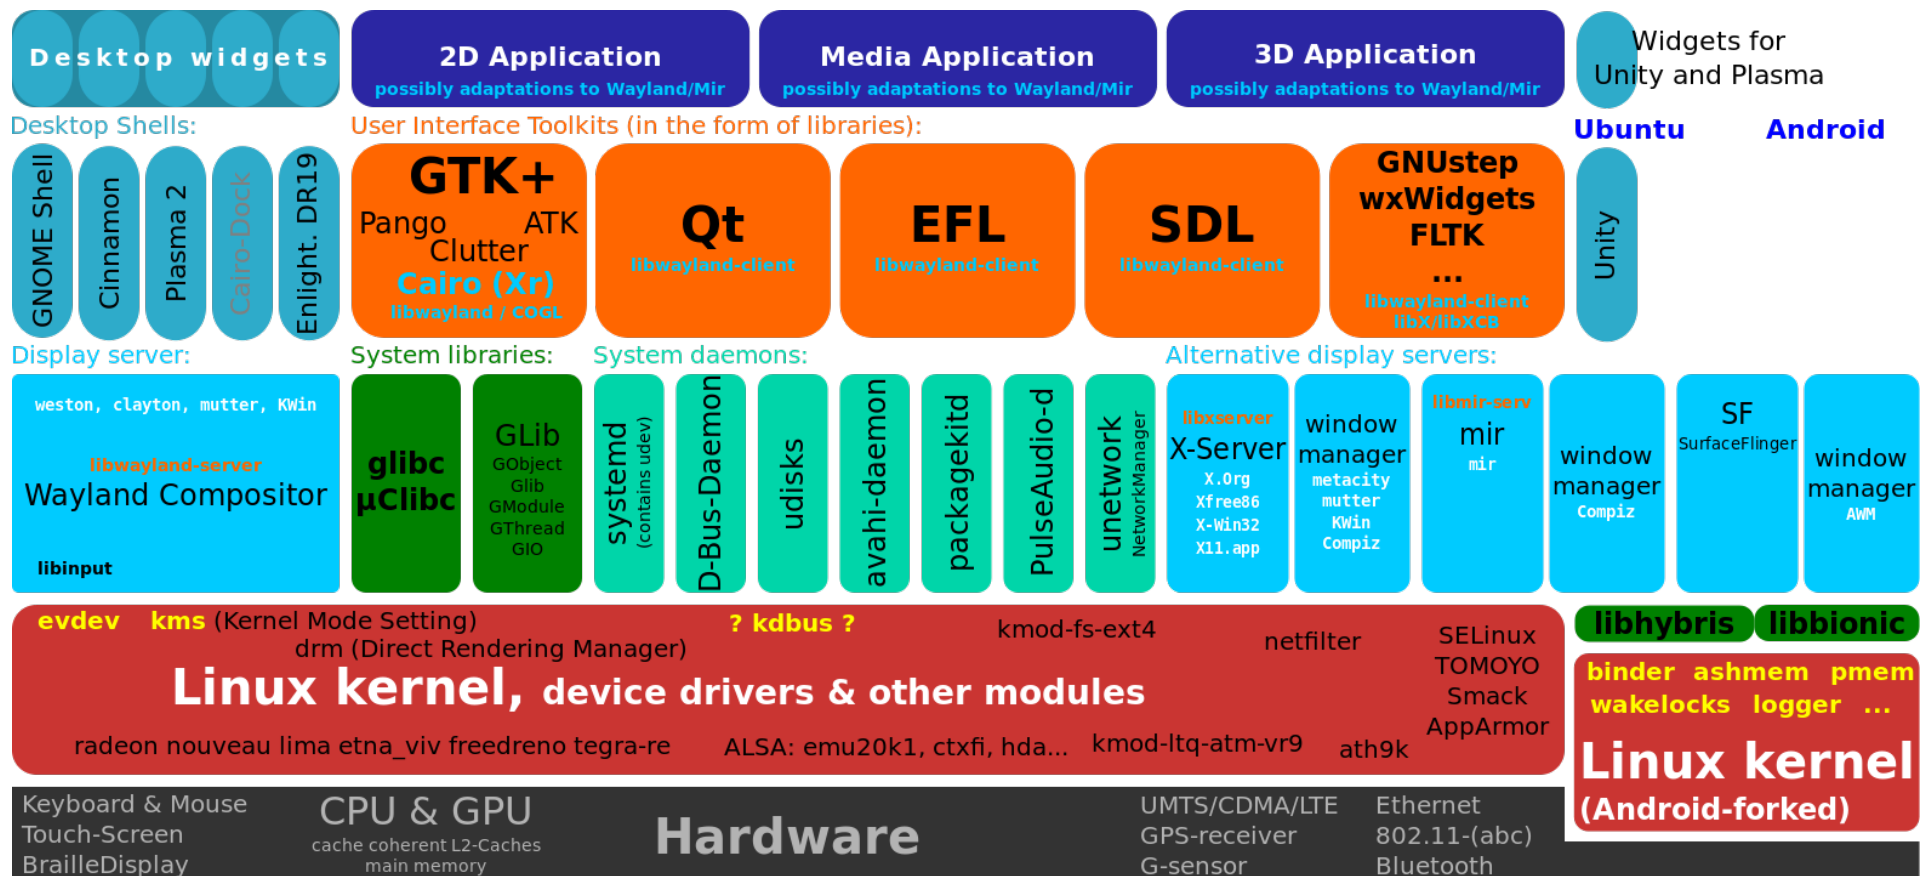 Desktop widgets
2D Application
possibly adaptations to Wayland/Mir
Media Application
possibly adaptations to Wayland/Mir
3D Application
possibly adaptations to Wayland/Mir
Widgets for
Unity and Plasma
Desktop Shells:
User Interface Toolkits (in the form of libraries):
Ubuntu
Android
GNOME Shell
Cinnamon
Plasma 2
Cairo-Dock
Enlight. DR19
GTK+
Pango
ATK
Clutter
Cairo (Xr)
libwayland / COGL
Qt
libwayland-client
EFL
libwayland-client
SDL
libwayland-client
GNUstep
wxWidgets
FLTK
...
libwayland-client
libX/libXCB
Unity
Display server:
System libraries:
System daemons:
Alternative display servers:
weston, clayton, mutter, KWin
libwayland-server
Wayland Compositor
libinput
glibc
µClibc
GLib
GObject
Glib
GModule
GThread
GIO
systemd
(contains udev)
D-Bus-Daemon
udisks
avahi-daemon
packagekitd
PulseAudio-d
unetwork
NetworkManager
libxserver
X-Server
X.Org
Xfree86
X-Win32
X11.app
window
manager
metacity
mutter
KWin
Compiz
libmir-serv
mir
mir
window
manager
Compiz
SF
SurfaceFlinger
window
manager
AWM
evdev kms (Kernel Mode Setting)
drm (Direct Rendering Manager)
? kdbus ?
kmod-fs-ext4
netfilter
SELinux
TOMOYO
Smack
AppArmor
Linux kernel, device drivers & other modules
radeon nouveau lima etna_viv freedreno tegra-re
ALSA: emu20k1, ctxfi, hda...
kmod-ltq-atm-vr9
ath9k
libhybris
libbionic
binder ashmem pmem
wakelocks logger ...
Linux kernel
(Android-forked)
Keyboard & Mouse
Touch-Screen
BrailleDisplay
CPU & GPU
cache coherent L2-Caches
main memory
Hardware
UMTS/CDMA/LTE
GPS-receiver
G-sensor
Ethernet
802.11-(abc)
Bluetooth